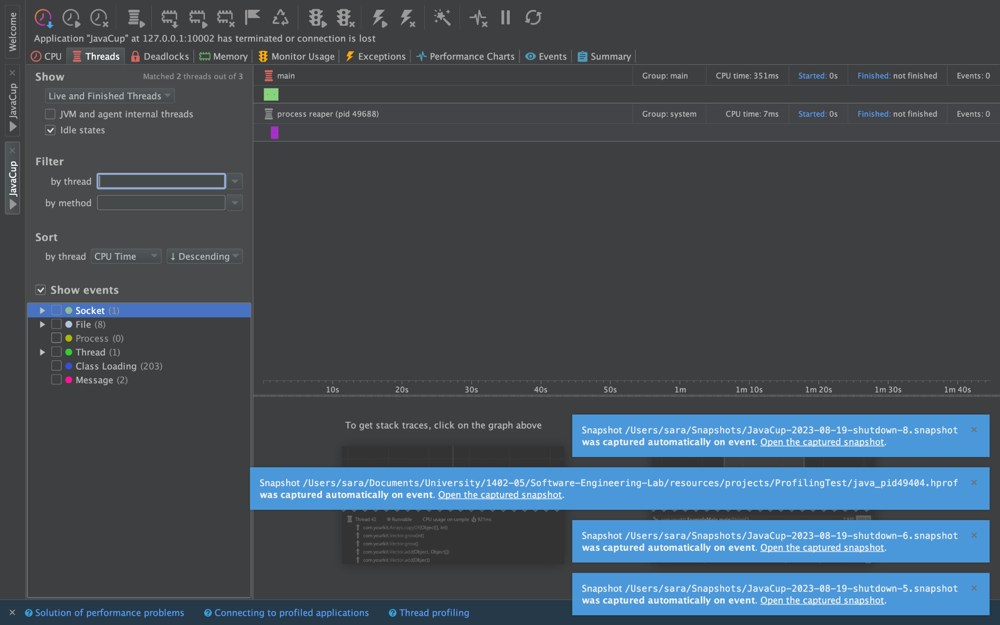 Welcome
JavaCup
JavaCup
Application "JavaCup" at 127.0.0.1:10002 has terminated or connection is lost
CPU
Threads
Deadlocks
Memory
Monitor Usage
Exceptions
Performance Charts
Events
Summary
Show
Matched 2 threads out of 3
Live and Finished Threads
JVM and agent internal threads
Idle states
Filter
by thread
by method
Sort
by thread CPU Time ↓ Descending
Show events
Socket (1)
File (8)
Process (0)
Thread (1)
Class Loading (203)
Message (2)
main Group: main CPU time: 351ms Started: 0s Finished: not finished Events: 0
process reaper (pid 49688) Group: system CPU time: 7ms Started: 0s Finished: not finished Events: 0
10s 20s 30s 40s 50s 1m 1m 10s 1m 20s 1m 30s 1m 40s
To get stack traces, click on the graph above
Snapshot /Users/sara/Snapshots/JavaCup-2023-08-19-shutdown-8.snapshot
was captured automatically on event. Open the captured snapshot.
Snapshot /Users/sara/Documents/University/1402-05/Software-Engineering-Lab/resources/projects/ProfilingTest/java_pid49404.hprof
was captured automatically on event. Open the captured snapshot.
Thread 42 Runnable CPU usage on sample: 921ms
com.yourkit.Arrays.copyOf(Object[], int)
com.yourkit.Vector.grow(int)
com.yourkit.Vector.grow()
com.yourkit.Vector.add(Object, Object[])
com.yourkit.Vector.add(Object)
com.yourkit.ExampleMain.main(String[]) 2,930 100 %
Snapshot /Users/sara/Snapshots/JavaCup-2023-08-19-shutdown-6.snapshot
was captured automatically on event. Open the captured snapshot.
Snapshot /Users/sara/Snapshots/JavaCup-2023-08-19-shutdown-5.snapshot
was captured automatically on event. Open the captured snapshot.
Solution of performance problems
Connecting to profiled applications
Thread profiling